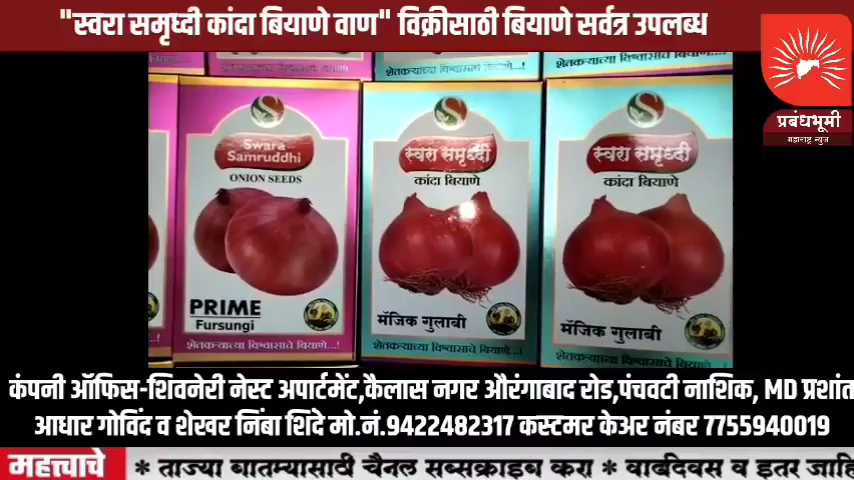 "स्वरा समृध्दी कांदा बियाणे वाण" विक्रीसाठी बियाणे सर्वत्र उपलब्ध
प्रबंधभूमी
महाराष्ट्र न्युज
शेतकऱ्याच्या विश्वासाचे बियाणे...!
S
Swara
Samruddhi
ONION SEEDS
PRIME
Fursungi
शेतकऱ्याच्या विश्वासाचे बियाणे...!
S
स्वरा समृध्दी
कांदा बियाणे
मॅजिक गुलाबी
शेतकऱ्याच्या विश्वासाचे बियाणे...!
S
स्वरा समृध्दी
कांदा बियाणे
मॅजिक गुलाबी
शेतकऱ्याच्या विश्वासाचे बियाणे...!
कंपनी ऑफिस-शिवनेरी नेस्ट अपार्टमेंट,कैलास नगर औरंगाबाद रोड,पंचवटी नाशिक, MD प्रशांत
आधार गोविंद व शेखर निंबा शिंदे मो.नं.9422482317 कस्टमर केअर नंबर 7755940019
महत्त्वाचे
* ताज्या बातम्यासाठी चैनल सब्सक्राइब करा * वाढदिवस व इतर जाहि